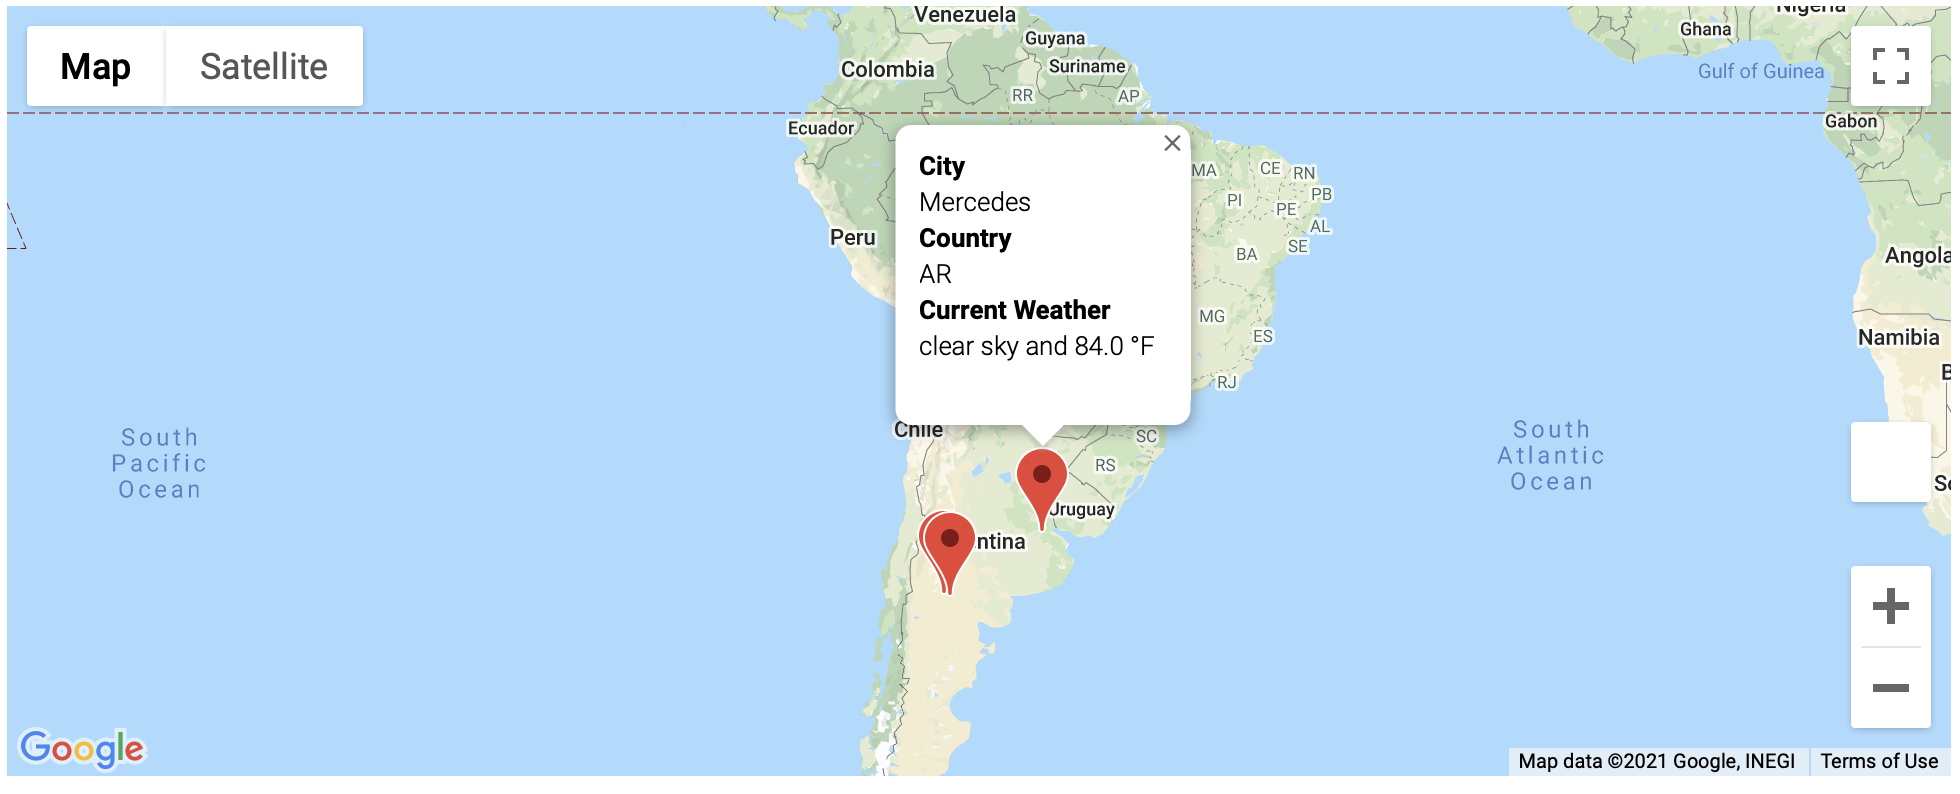 Map
Satellite
Venezuela
Guyana
Suriname
Colombia
RR
AP
Ecuador
Peru
Nigeria
Ghana
Gulf of Guinea
Gabon
Angola
Namibia
City
Mercedes
Country
AR
Current Weather
clear sky and 84.0 °F
MA
CE
RN
PI
PB
PE
AL
SE
BA
MG
ES
RJ
Chile
SC
RS
Uruguay
ntina
South
Pacific
Ocean
South
Atlantic
Ocean
Google
Map data ©2021 Google, INEGI
Terms of Use